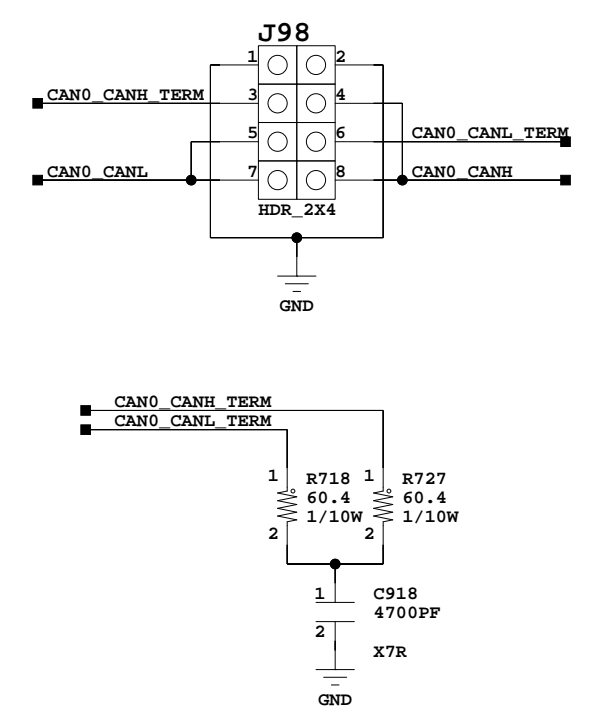 J98
1 2
CAN0_CANH_TERM 3 4
5 6 CAN0_CANL_TERM
CAN0_CANL 7 8 CAN0_CANH
HDR_2X4
GND
CAN0_CANH_TERM
CAN0_CANL_TERM
1 R718 1 R727
60.4 60.4
1/10W 1/10W
2 2
1 C918
4700PF
2
X7R
GND